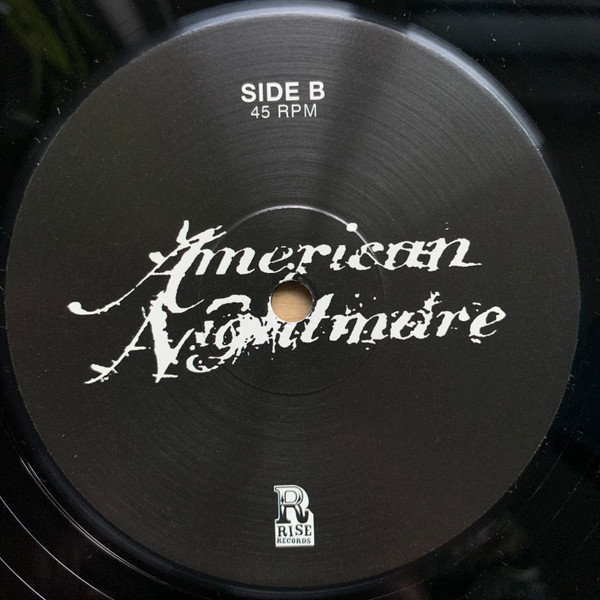 SIDE B
45 RPM
American
Nightmare
R
RISE
RECORDS